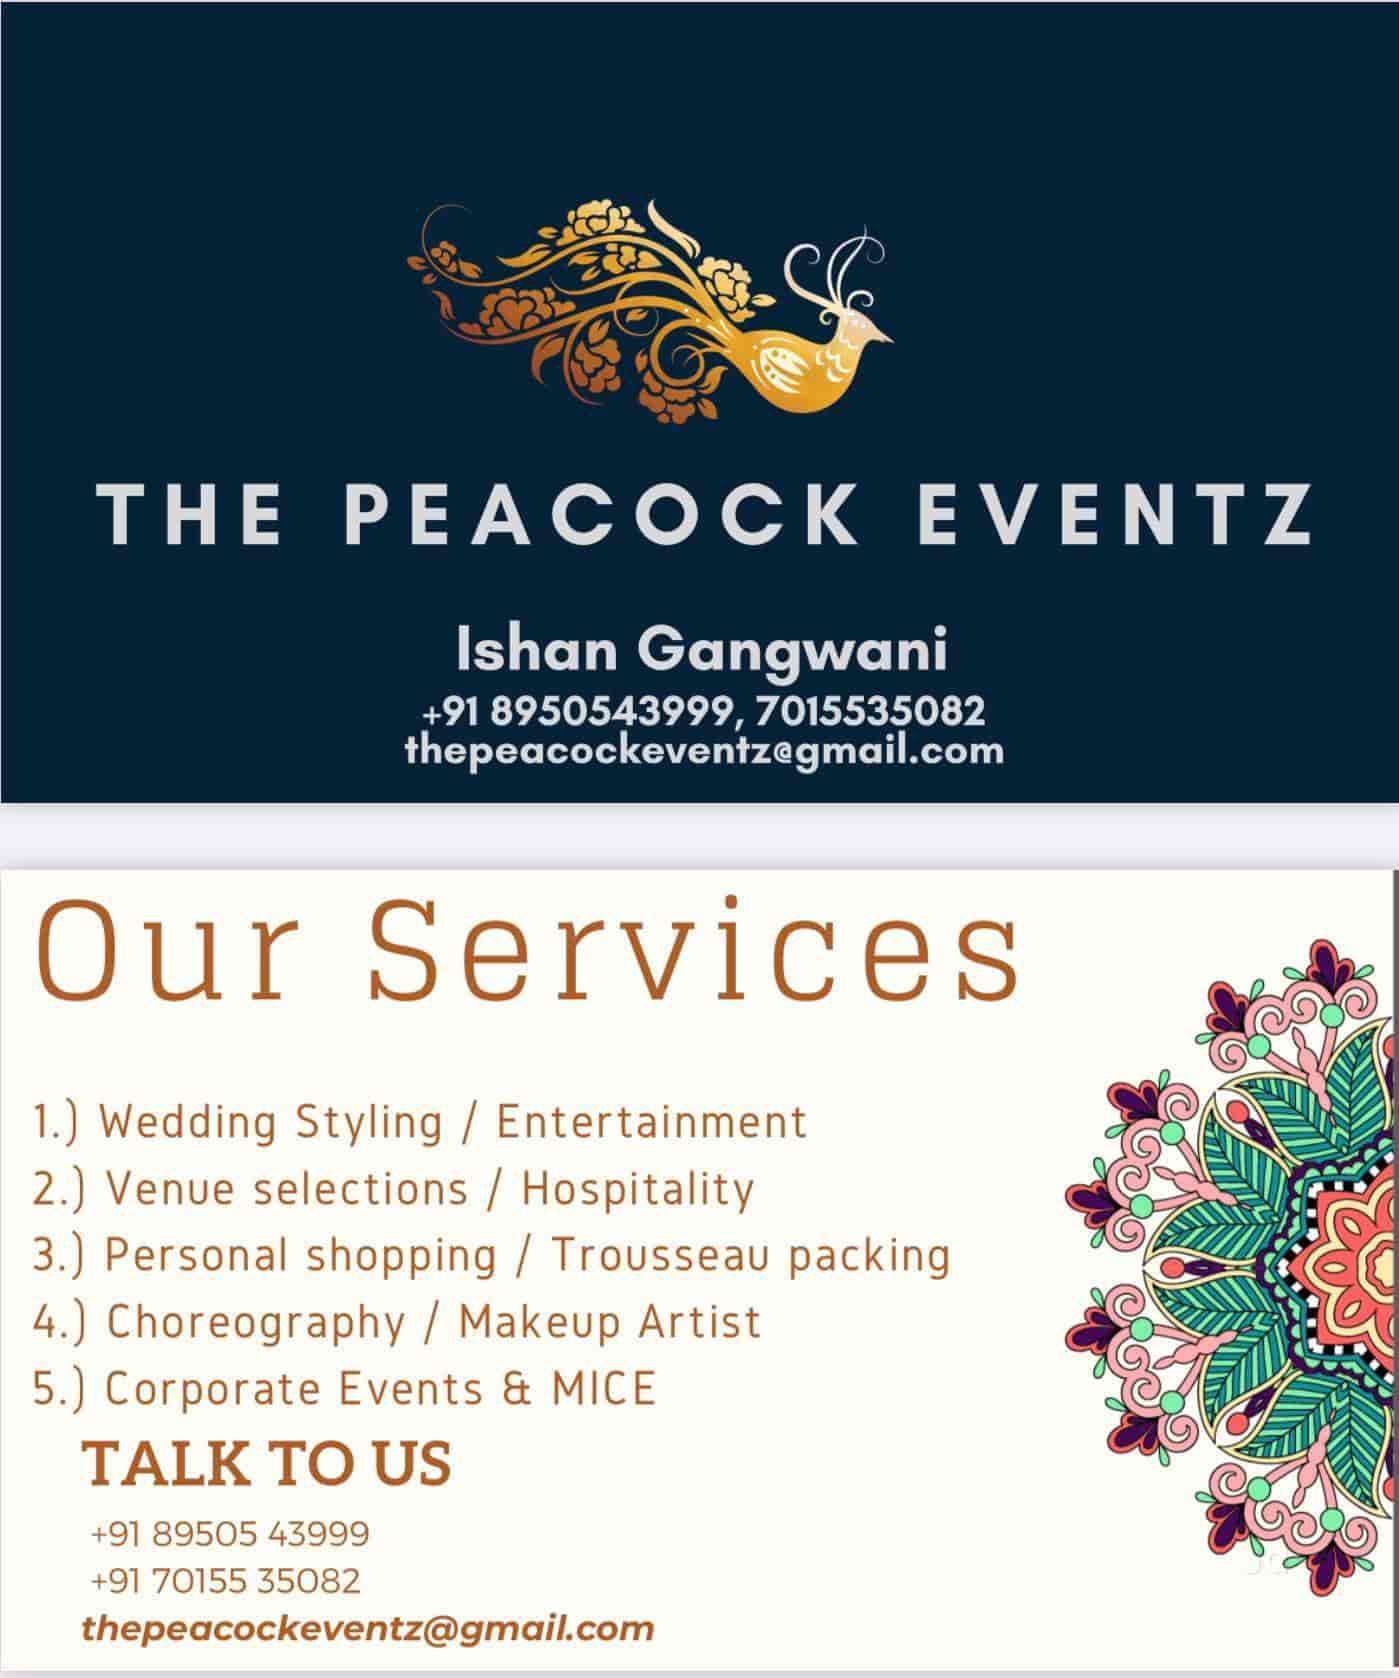 THE PEACOCK EVENTZ
Ishan Gangwani
+91 8950543999, 7015535082
thepeacockeventz@gmail.com
Our Services
1.) Wedding Styling / Entertainment
2.) Venue selections / Hospitality
3.) Personal shopping / Trousseau packing
4.) Choreography / Makeup Artist
5.) Corporate Events & MICE
TALK TO US
+91 89505 43999
+91 70155 35082
thepeacockeventz@gmail.com